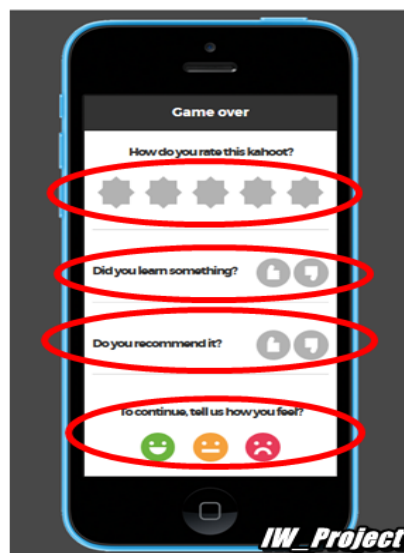 Game over
How do you rate this kahoot?
Did you learn something?
Do you recommend it?
To continue, tell us how you feel?
IW_Project